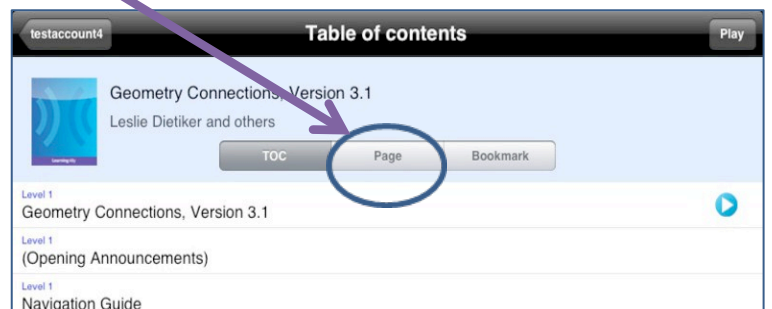 testaccount4 Table of contents Play
Geometry Connections, Version 3.1
Leslie Dietiker and others
TOC Page Bookmark
Level 1
Geometry Connections, Version 3.1
Level 1
(Opening Announcements)
Level 1
Navigation Guide